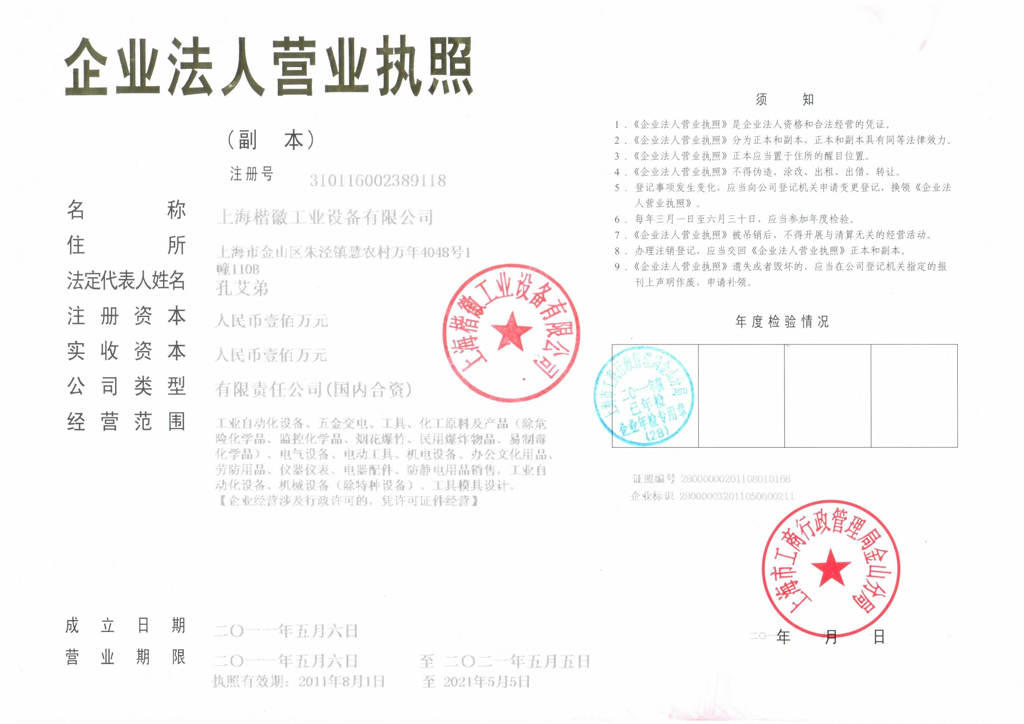 企业法人营业执照
（副 本）
注册号 310116002389118
名 称 上海楷徽工业设备有限公司
住 所 上海市金山区朱泾镇慧农村万年4048号1
幢110B
法定代表人姓名 孔艾弟
注册资本 人民币壹佰万元
实收资本 人民币壹佰万元
公司类型 有限责任公司(国内合资)
经营范围 工业自动化设备、五金交电、工具、化工原料及产品（除危
险化学品、监控化学品、烟花爆竹、民用爆炸物品、易制毒
化学品）、电气设备、电动工具、机电设备、办公文化用品、
劳防用品、仪器仪表、电器配件、防静电用品销售，工业自
动化设备、机械设备（除特种设备）、工具模具设计。
【企业经营涉及行政许可的，凭许可证件经营】
上海楷徽工业设备有限公司
成立日期 二〇一一年五月六日
营业期限 二〇一一年五月六日 至 二〇二一年五月五日
执照有效期：2011年8月1日 至 2021年5月5日
须 知
1．《企业法人营业执照》是企业法人资格和合法经营的凭证。
2．《企业法人营业执照》分为正本和副本，正本和副本具有同等法律效力。
3．《企业法人营业执照》正本应当置于住所的醒目位置。
4．《企业法人营业执照》不得伪造、涂改、出租、出借、转让。
5．登记事项发生变化，应当向公司登记机关申请变更登记，换领《企业法
人营业执照》。
6．每年三月一日至六月三十日，应当参加年度检验。
7．《企业法人营业执照》被吊销后，不得开展与清算无关的经营活动。
8．办理注销登记，应当交回《企业法人营业执照》正本和副本。
9．《企业法人营业执照》遗失或者毁坏的，应当在公司登记机关指定的报
刊上声明作废，申请补领。
年度检验情况
二〇一一年度
已年检
企业年检专用章
(28)
证照编号 28000000201108010166
企业标识 28000003201105060021​1
上海市工商行政管理局金山分局
二〇一 年 月 日